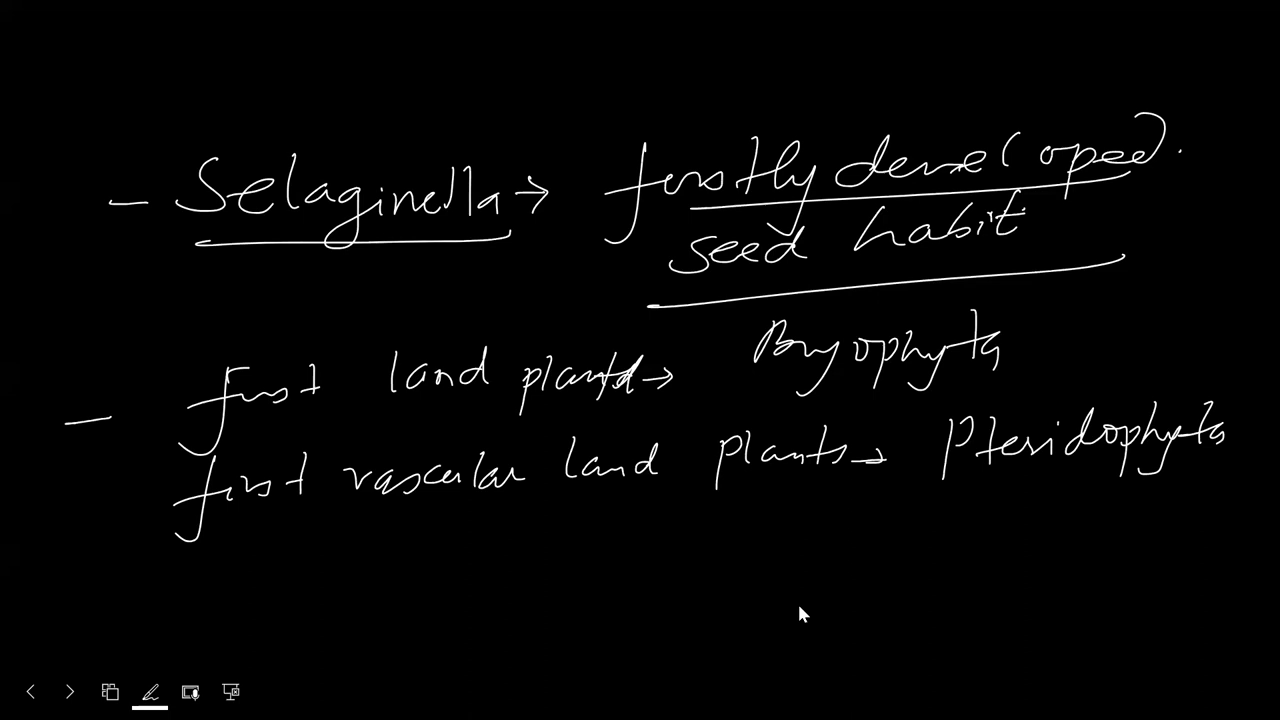 - Selaginella → firstly developed.
seed habit
- First land plants → Bryophyta
first vascular land plants → Pteridophyta